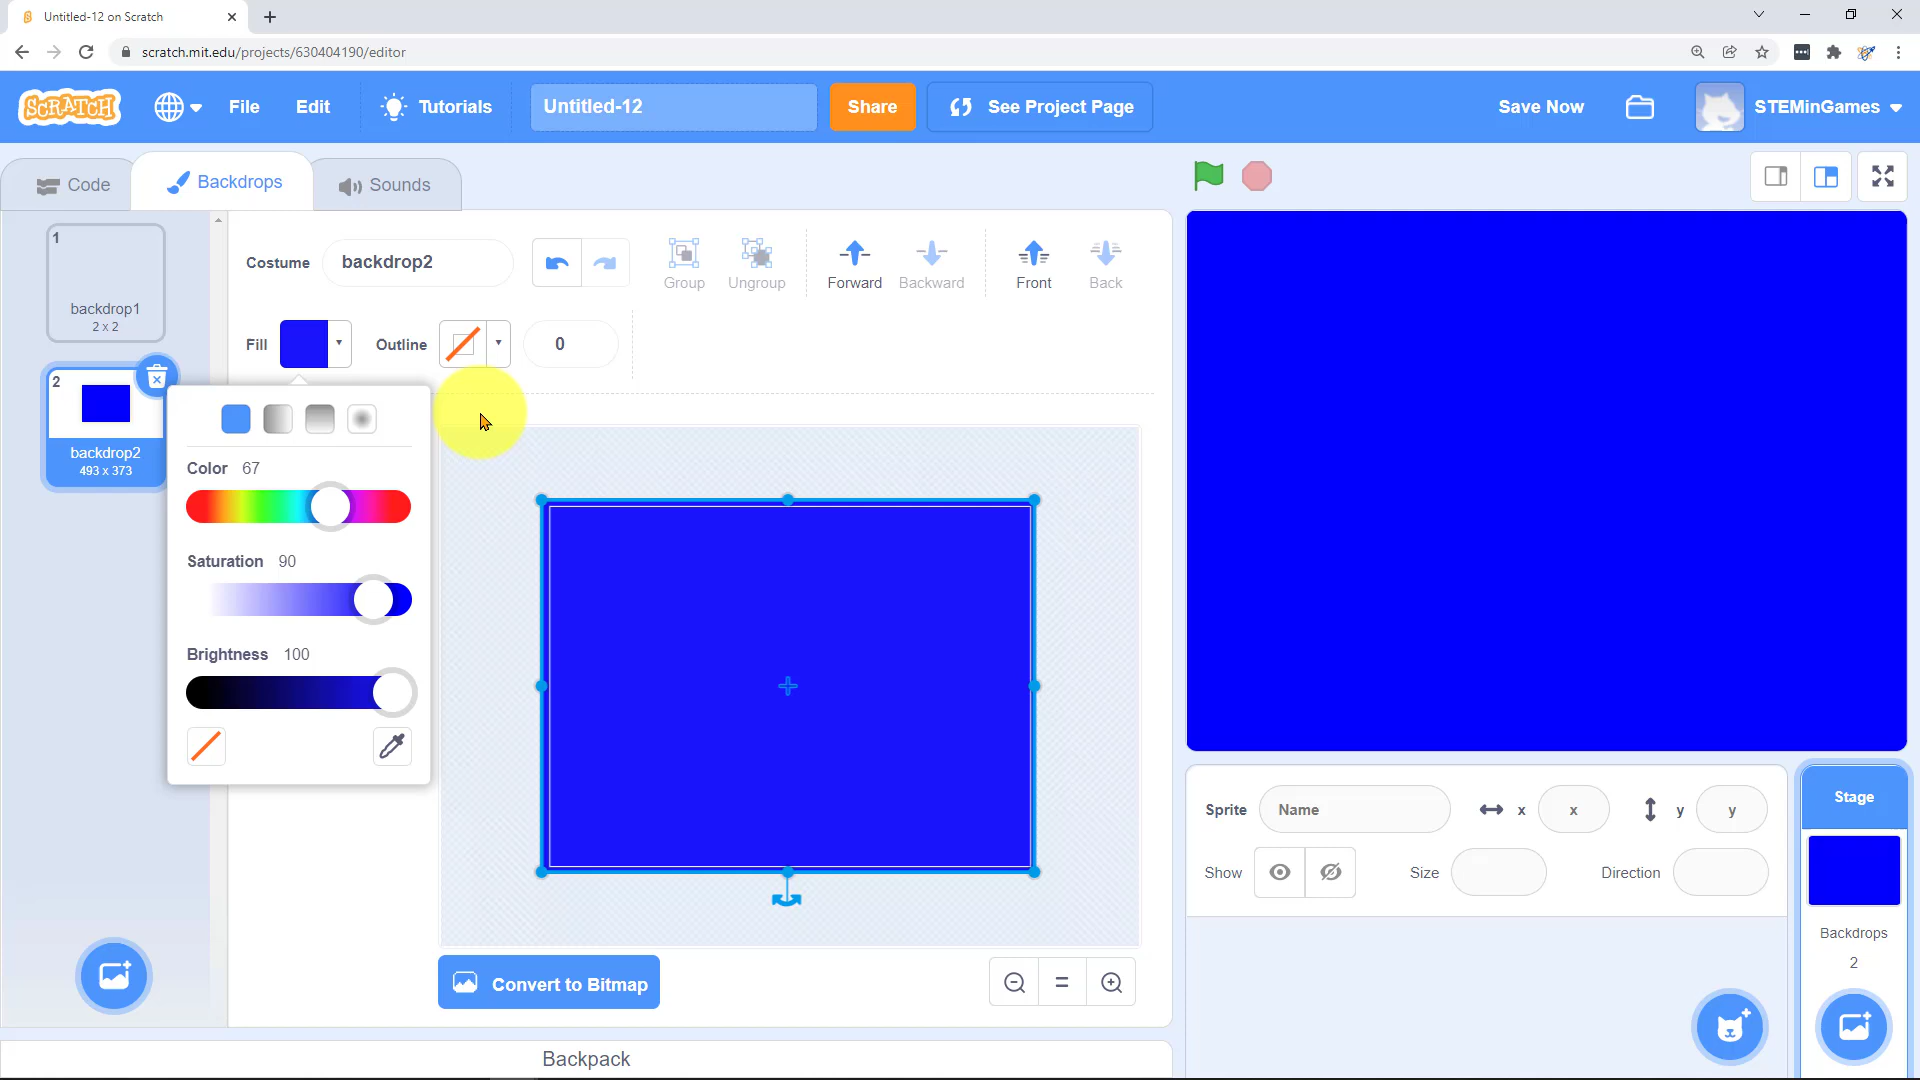 Untitled-12 on Scratch
scratch.mit.edu/projects/630404190/editor
SCRATCH
File
Edit
Tutorials
Untitled-12
Share
See Project Page
Save Now
STEMinGames
Code
Backdrops
Sounds
1
backdrop1
2 x 2
2
backdrop2
493 x 373
Costume
backdrop2
Group
Ungroup
Forward
Backward
Front
Back
Fill
Outline
0
Color 67
Saturation 90
Brightness 100
Convert to Bitmap
Backpack
Sprite
Name
x
x
y
y
Show
Size
Direction
Stage
Backdrops
2